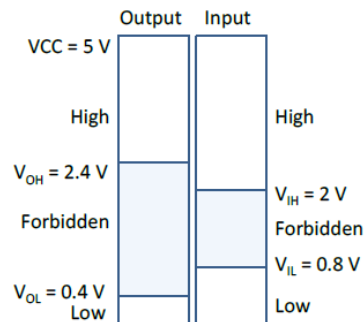 Output Input
VCC = 5 V
High High
VOH = 2.4 V
VIH = 2 V
Forbidden Forbidden
VIL = 0.8 V
VOL = 0.4 V
Low Low